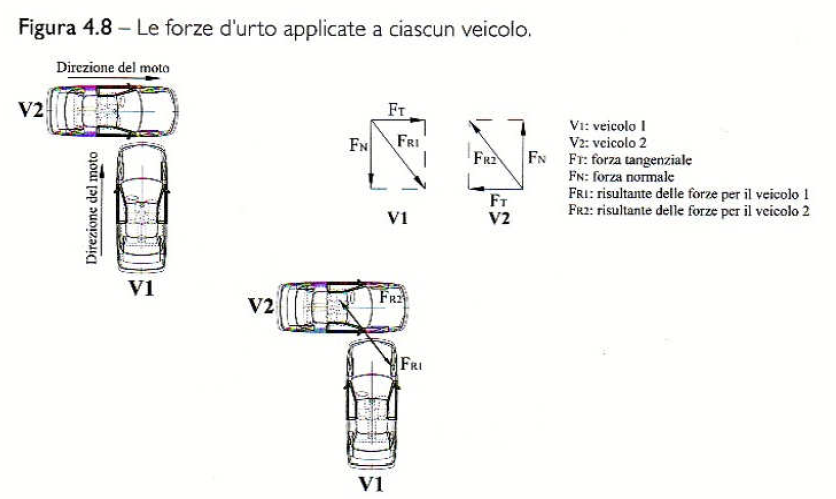 Figura 4.8 – Le forze d'urto applicate a ciascun veicolo.
Direzione del moto
V2
Direzione del moto
V1
FT
FN
FR1
V1
FR2
FN
FT
V2
V1: veicolo 1
V2: veicolo 2
FT: forza tangenziale
FN: forza normale
FR1: risultante delle forze per il veicolo 1
FR2: risultante delle forze per il veicolo 2
V2
FR2
FR1
V1